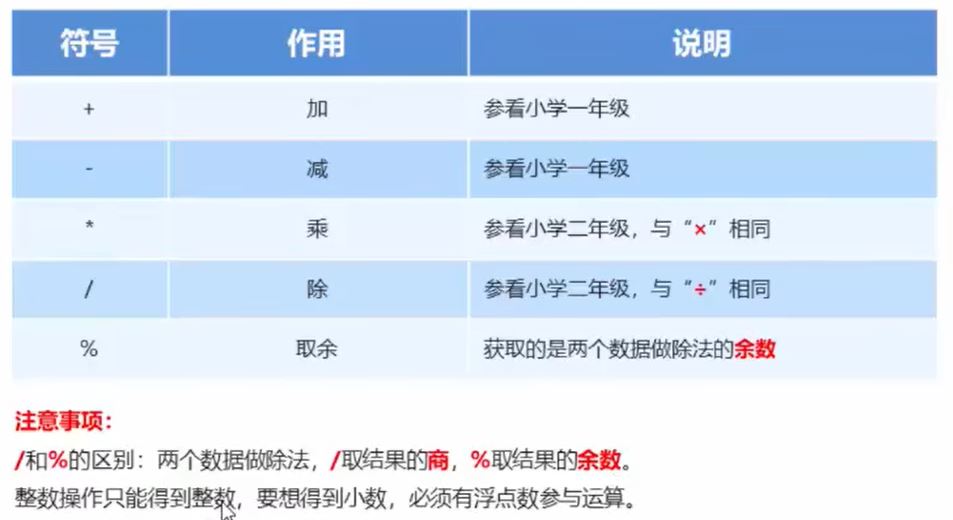 符号 作用 说明
+ 加 参看小学一年级
- 减 参看小学一年级
* 乘 参看小学二年级，与“×”相同
/ 除 参看小学二年级，与“÷”相同
% 取余 获取的是两个数据做除法的余数
注意事项：
/和%的区别：两个数据做除法，/取结果的商，%取结果的余数。
整数操作只能得到整数，要想得到小数，必须有浮点数参与运算。